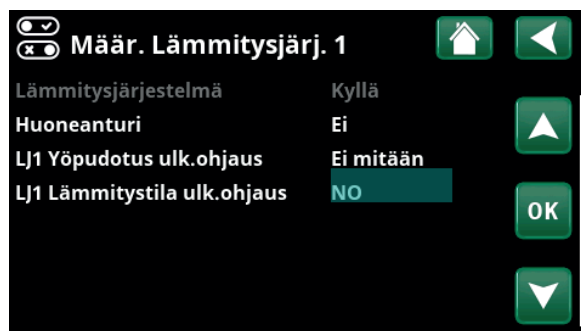 Määr. Lämmitysjärj. 1
Lämmitysjärjestelmä Kyllä
Huoneanturi Ei
LJ1 Yöpudotus ulk.ohjaus Ei mitään
LJ1 Lämmitystila ulk.ohjaus NO
OK